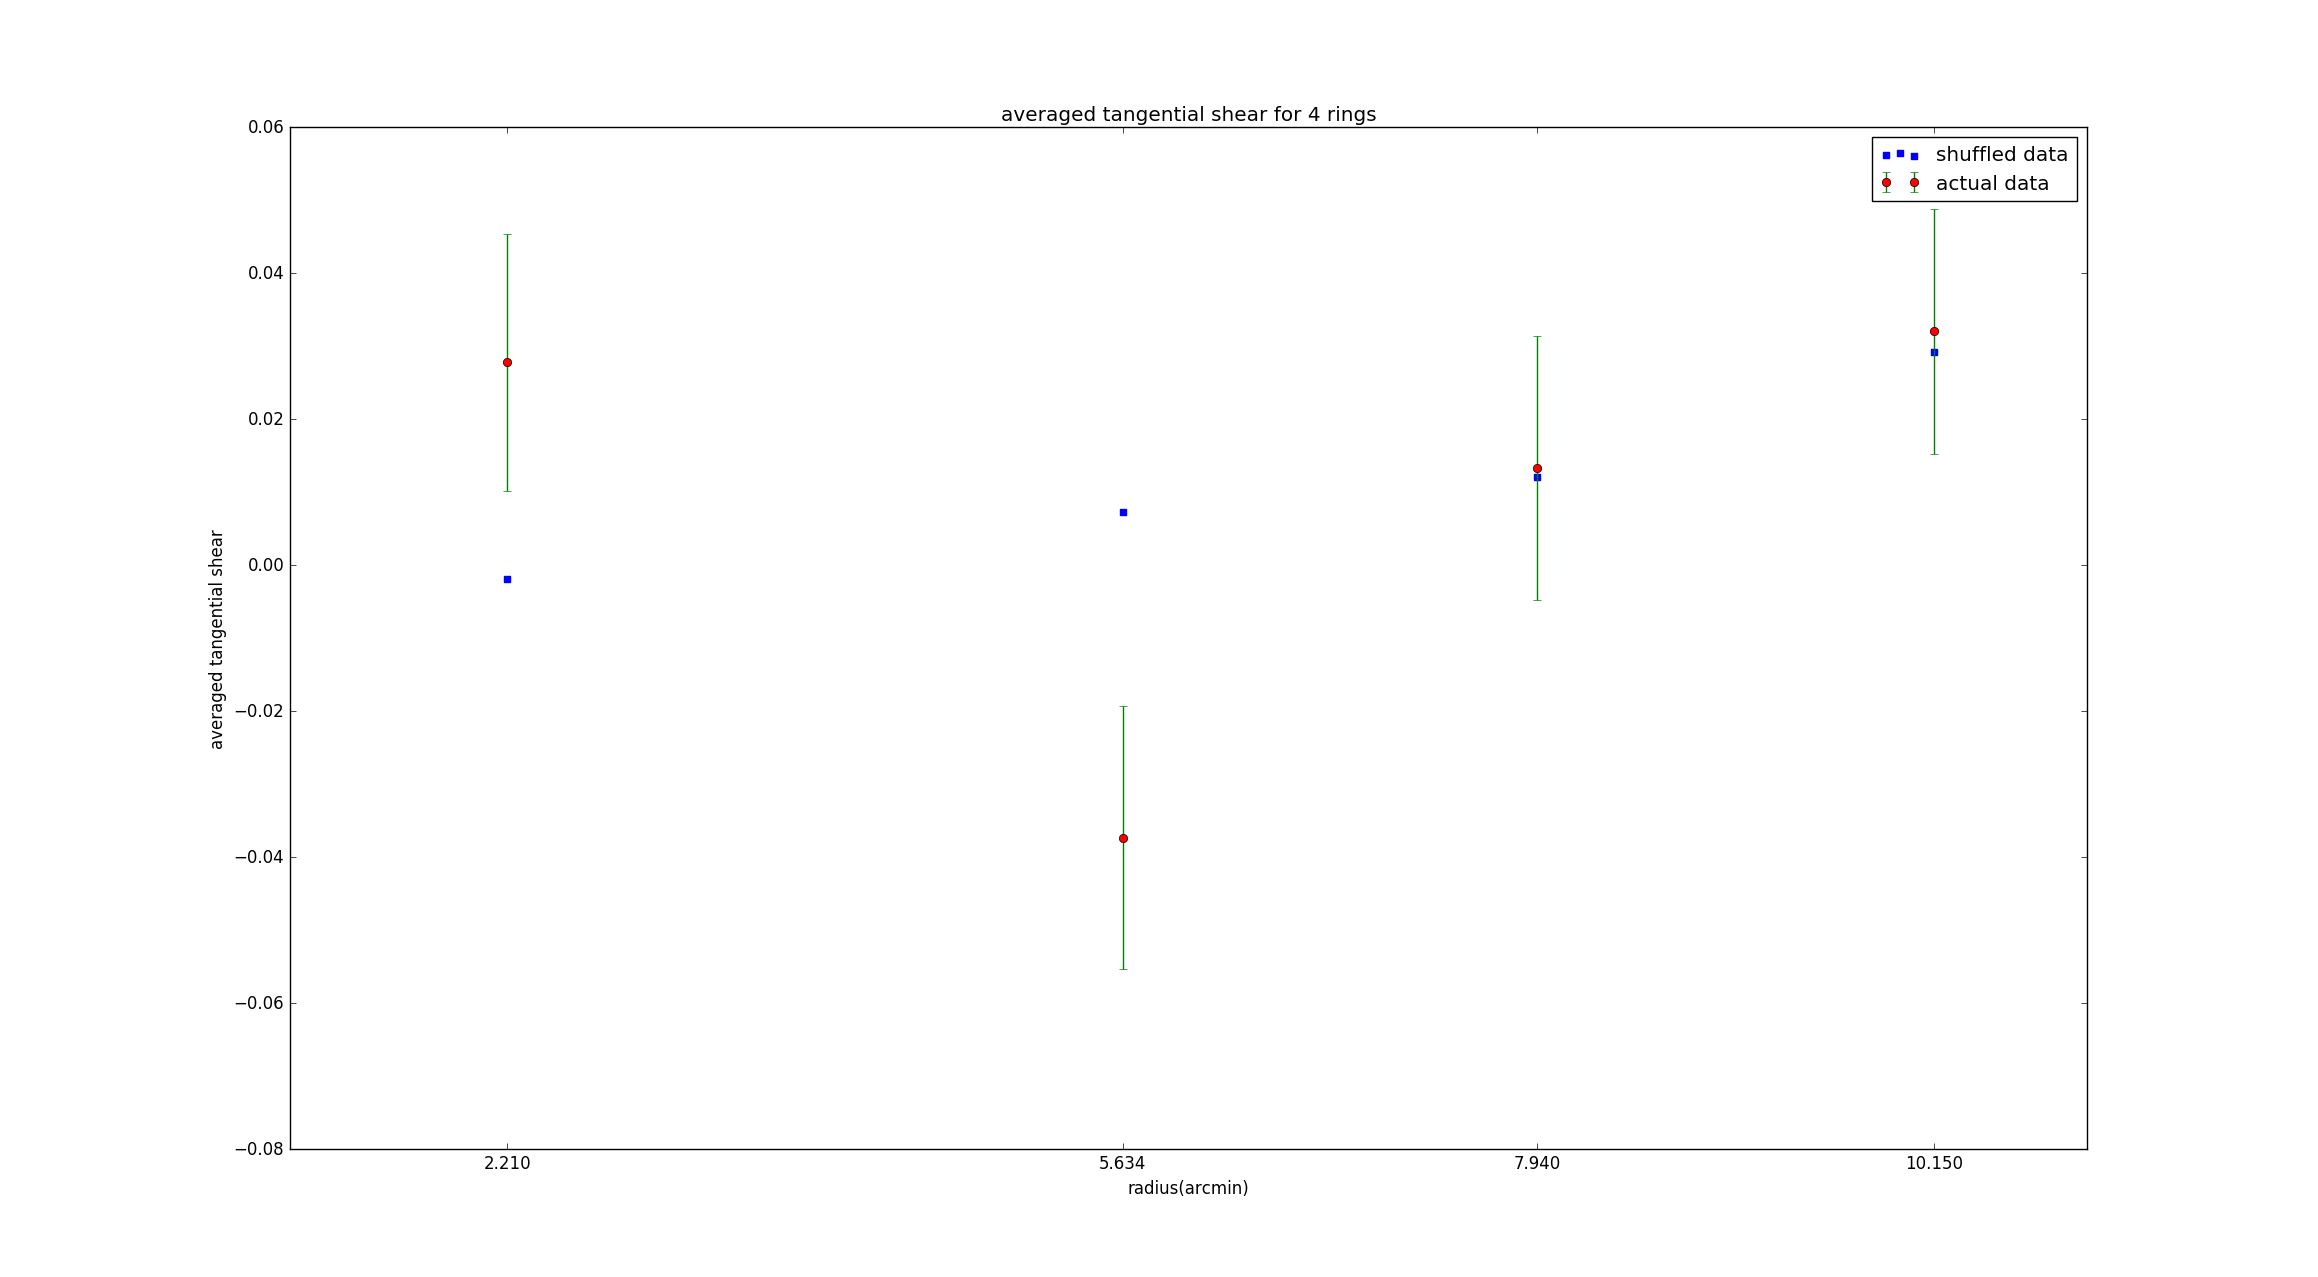 averaged tangential shear for 4 rings
0.06
0.04
0.02
0.00
−0.02
−0.04
−0.06
−0.08
averaged tangential shear
shuffled data
actual data
2.210
5.634
7.940
10.150
radius(arcmin)